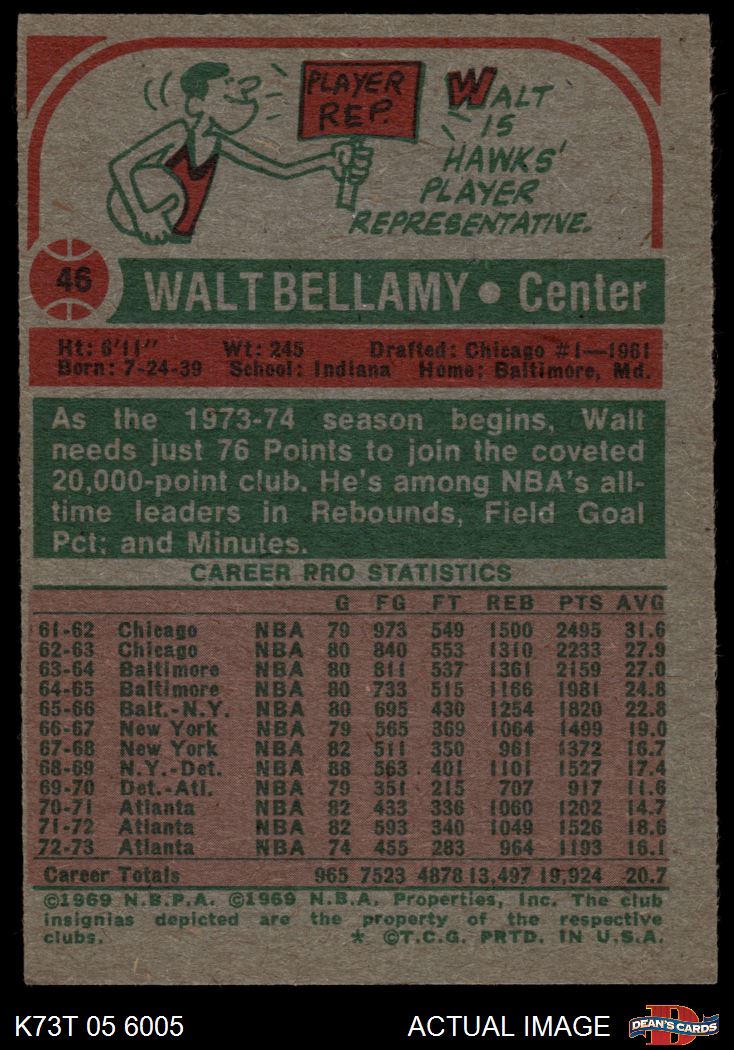 PLAYER
REP.
WALT
IS
HAWKS'
PLAYER
REPRESENTATIVE.
46
WALT BELLAMY • Center
Ht: 6'11" Wt: 245 Drafted: Chicago #1—1961
Born: 7-24-39 School: Indiana Home: Baltimore, Md.
As the 1973-74 season begins, Walt
needs just 76 Points to join the coveted
20,000-point club. He's among NBA's all-
time leaders in Rebounds, Field Goal
Pct; and Minutes.
CAREER PRO STATISTICS
G FG FT REB PTS AVG
61-62 Chicago NBA 79 973 549 1500 2495 31.6
62-63 Chicago NBA 80 840 553 1310 2233 27.9
63-64 Baltimore NBA 80 811 537 1361 2159 27.0
64-65 Baltimore NBA 80 733 515 1166 1981 24.8
65-66 Balt.-N.Y. NBA 80 695 430 1254 1820 22.8
66-67 New York NBA 79 565 369 1064 1499 19.0
67-68 New York NBA 82 511 350 961 1372 16.7
68-69 N.Y.-Det. NBA 88 563 401 1101 1527 17.4
69-70 Det.-Atl. NBA 79 351 215 707 917 11.6
70-71 Atlanta NBA 82 433 336 1060 1202 14.7
71-72 Atlanta NBA 82 593 340 1049 1526 18.6
72-73 Atlanta NBA 74 455 283 964 1193 16.1
Career Totals 965 7523 4878 13,497 19,924 20.7
©1969 N.B.P.A. ©1969 N.B.A. Properties, Inc. The club
insignias depicted are the property of the respective
clubs. * ©T.C.G. PRTD. IN U.S.A.
K73T 05 6005 ACTUAL IMAGE DEAN'S CARDS